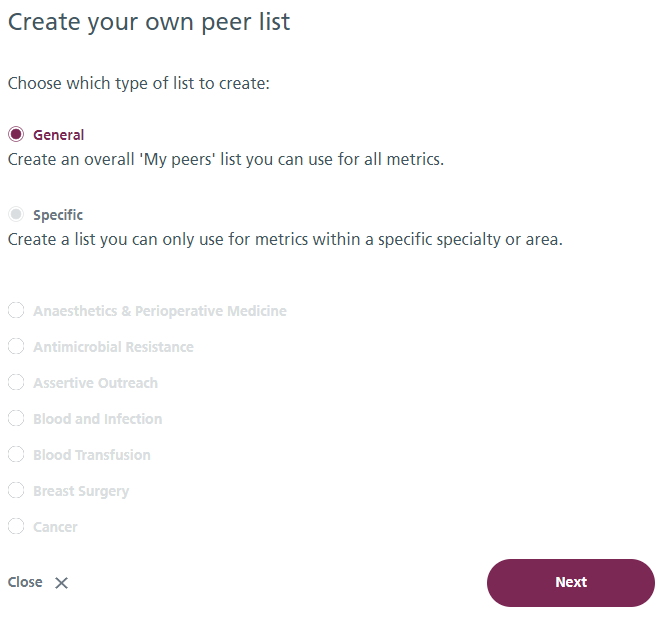 Create your own peer list
Choose which type of list to create:
General
Create an overall 'My peers' list you can use for all metrics.
Specific
Create a list you can only use for metrics within a specific specialty or area.
Anaesthetics & Perioperative Medicine
Antimicrobial Resistance
Assertive Outreach
Blood and Infection
Blood Transfusion
Breast Surgery
Cancer
Close
Next